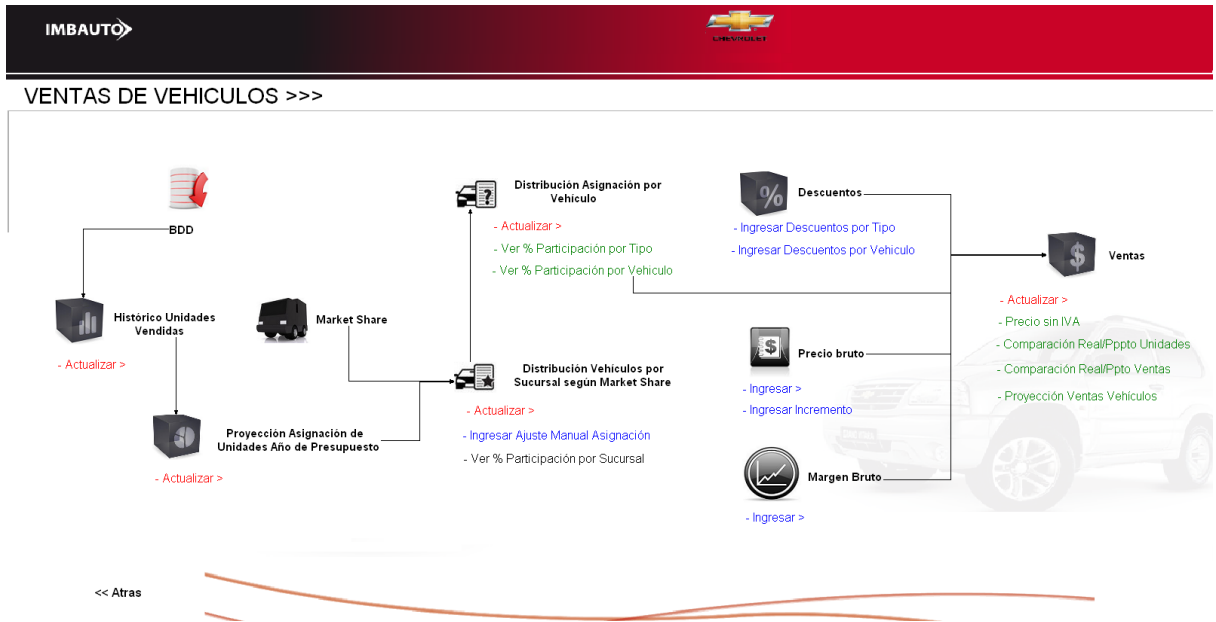 IMBAUTO
CHEVROLET
VENTAS DE VEHICULOS >>>
BDD
Histórico Unidades
Vendidas
- Actualizar >
Proyección Asignación de
Unidades Año de Presupuesto
- Actualizar >
Market Share
Distribución Asignación por
Vehículo
- Actualizar >
- Ver % Participación por Tipo
- Ver % Participación por Vehiculo
Distribución Vehículos por
Sucursal según Market Share
- Actualizar >
- Ingresar Ajuste Manual Asignación
- Ver % Participación por Sucursal
Descuentos
- Ingresar Descuentos por Tipo
- Ingresar Descuentos por Vehiculo
Precio bruto
- Ingresar >
- Ingresar Incremento
Margen Bruto
- Ingresar >
Ventas
- Actualizar >
- Precio sin IVA
- Comparación Real/Pppto Unidades
- Comparación Real/Ppto Ventas
- Proyección Ventas Vehículos
<< Atras